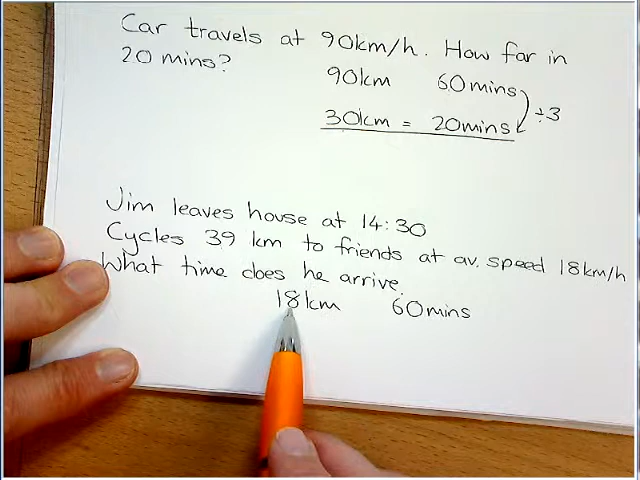 Car travels at 90km/h. How far in
20 mins?
90km 60mins
÷3
30km = 20mins
Jim leaves house at 14:30
Cycles 39 km to friends at av. speed 18km/h
What time does he arrive.
18km 60mins